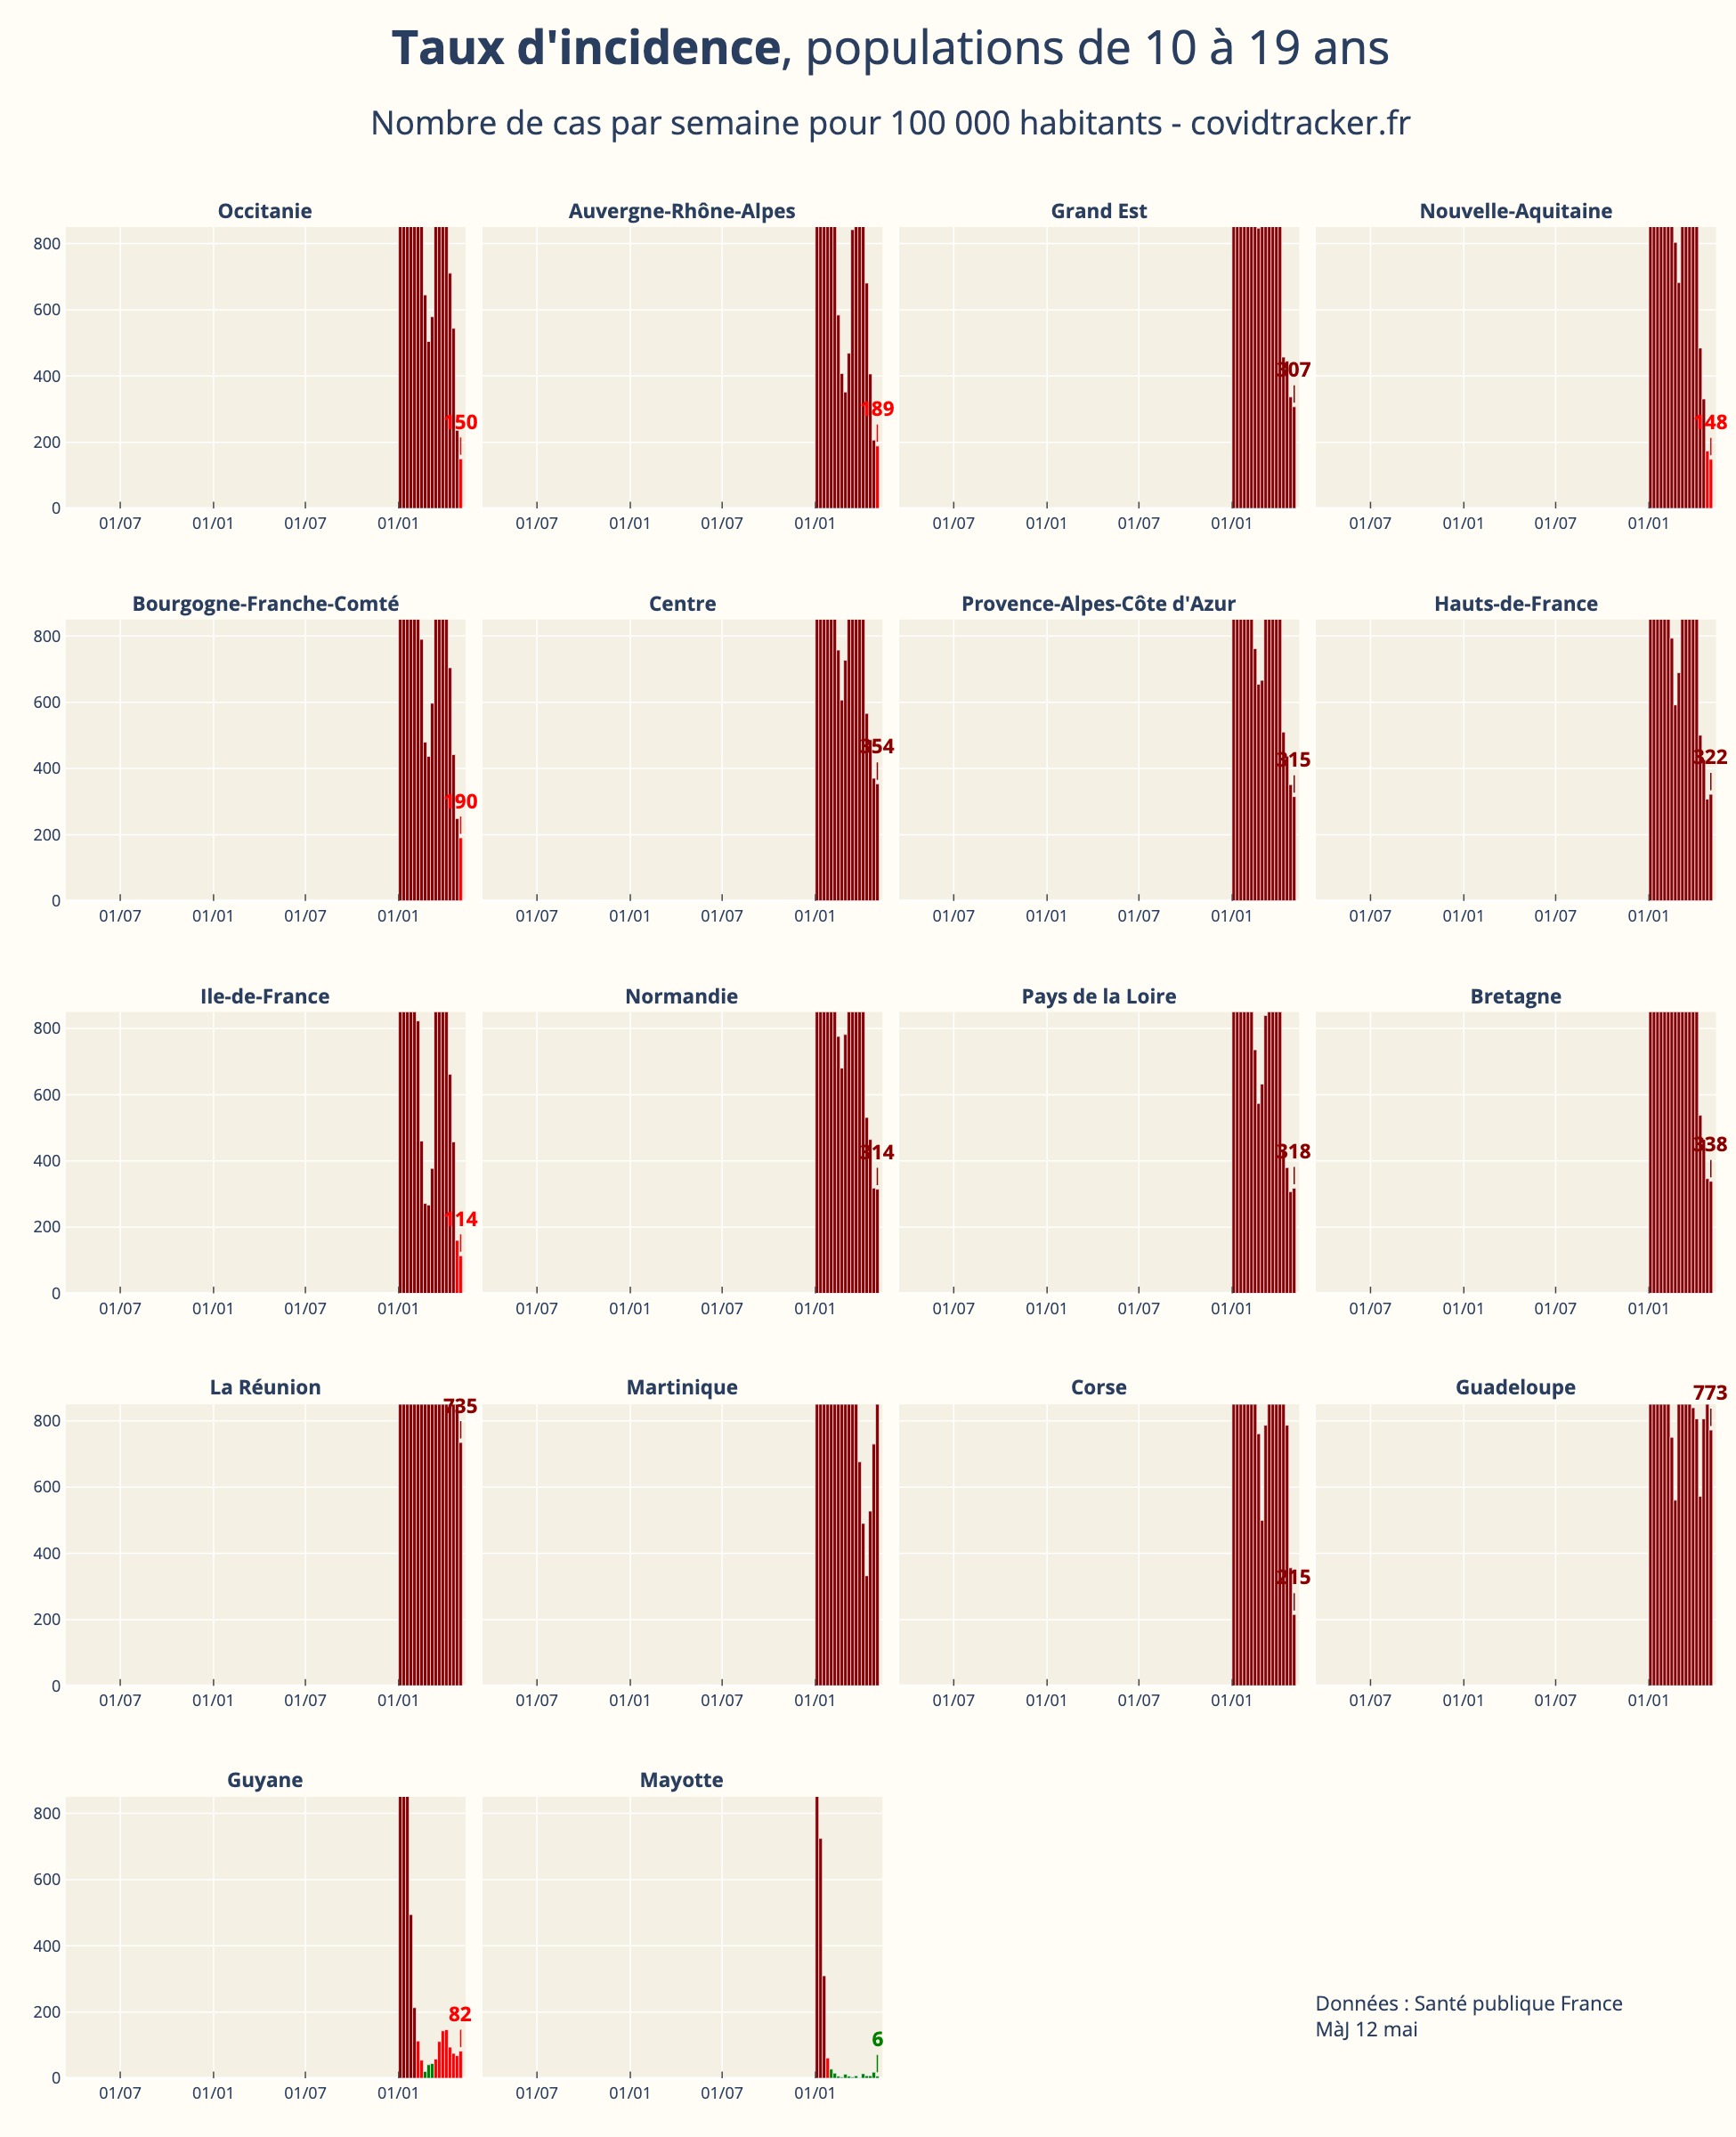 Taux d'incidence, populations de 10 à 19 ans
Nombre de cas par semaine pour 100 000 habitants - covidtracker.fr
Occitanie
Auvergne-Rhône-Alpes
Grand Est
Nouvelle-Aquitaine
800
600
400
200
0
150
189
307
148
01/07 01/01 01/07 01/01
01/07 01/01 01/07 01/01
01/07 01/01 01/07 01/01
01/07 01/01 01/07 01/01
Bourgogne-Franche-Comté
Centre
Provence-Alpes-Côte d'Azur
Hauts-de-France
800
600
400
200
0
190
354
315
322
01/07 01/01 01/07 01/01
01/07 01/01 01/07 01/01
01/07 01/01 01/07 01/01
01/07 01/01 01/07 01/01
Ile-de-France
Normandie
Pays de la Loire
Bretagne
800
600
400
200
0
114
314
318
338
01/07 01/01 01/07 01/01
01/07 01/01 01/07 01/01
01/07 01/01 01/07 01/01
01/07 01/01 01/07 01/01
La Réunion
Martinique
Corse
Guadeloupe
800
600
400
200
0
735
215
773
01/07 01/01 01/07 01/01
01/07 01/01 01/07 01/01
01/07 01/01 01/07 01/01
01/07 01/01 01/07 01/01
Guyane
Mayotte
800
600
400
200
0
82
6
01/07 01/01 01/07 01/01
01/07 01/01 01/07 01/01
Données : Santé publique France
MàJ 12 mai